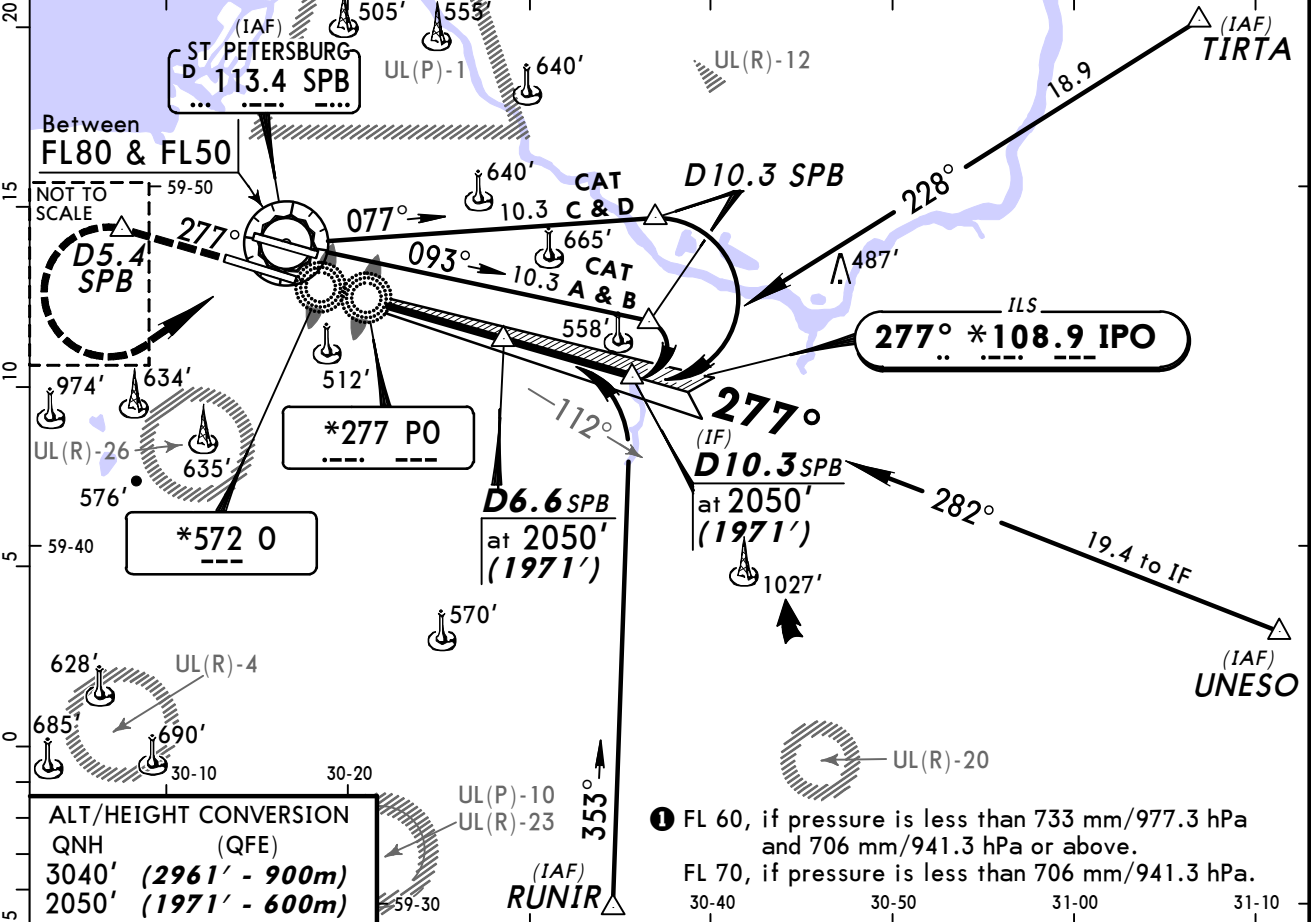 20
505'
555'
(IAF)
TIRTA
(IAF)
ST PETERSBURG
D 113.4 SPB
UL(P)-1
UL(R)-12
640'
18.9
Between
FL80 & FL50
15
NOT TO
SCALE
59-50
640'
CAT
C & D
D10.3 SPB
228°
077°
10.3
277°
D5.4
SPB
665'
093°
10.3
CAT
A & B
487'
ILS
277° *108.9 IPO
558'
10
974'
634'
512'
277°
*277 PO
112°
(IF)
D10.3 SPB
at 2050'
(1971')
UL(R)-26
635'
576'
D6.6 SPB
at 2050'
(1971')
282°
19.4 to IF
*572 O
5
59-40
1027'
570'
(IAF)
UNESO
628'
UL(R)-4
685'
690'
0
30-10
30-20
UL(R)-20
353°
UL(P)-10
UL(R)-23
ALT/HEIGHT CONVERSION
QNH (QFE)
3040' (2961' - 900m)
2050' (1971' - 600m)
1 FL 60, if pressure is less than 733 mm/977.3 hPa
and 706 mm/941.3 hPa or above.
FL 70, if pressure is less than 706 mm/941.3 hPa.
(IAF)
RUNIR
5
59-30
30-40
30-50
31-00
31-10